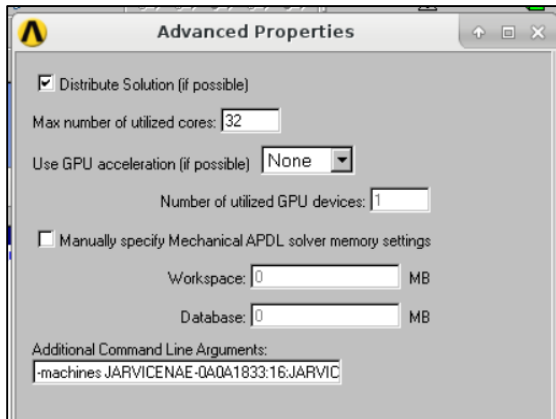 Advanced Properties
Distribute Solution (if possible)
Max number of utilized cores: 32
Use GPU acceleration (if possible) None
Number of utilized GPU devices: 1
Manually specify Mechanical APDL solver memory settings
Workspace: 0 MB
Database: 0 MB
Additional Command Line Arguments:
-machines JARVICENAE-0A0A1833:16:JARVIC